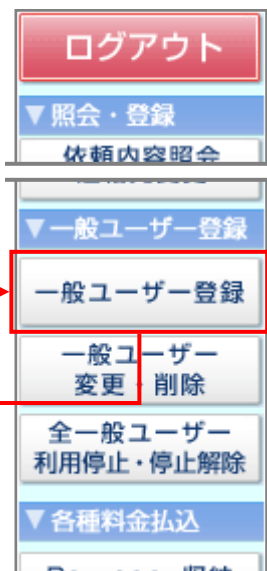 ログアウト
▼照会・登録
依頼内容照会
▼一般ユーザー登録
一般ユーザー登録
一般ユーザー
変更・削除
全一般ユーザー
利用停止・停止解除
▼各種料金払込